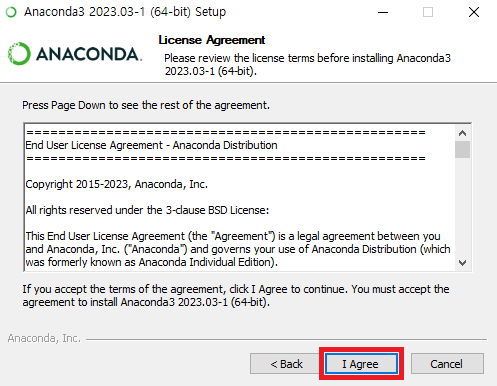 Anaconda3 2023.03-1 (64-bit) Setup
License Agreement
Please review the license terms before installing Anaconda3
2023.03-1 (64-bit).
ANACONDA.
Press Page Down to see the rest of the agreement.
====================================================
End User License Agreement - Anaconda Distribution
====================================================
Copyright 2015-2023, Anaconda, Inc.
All rights reserved under the 3-clause BSD License:
This End User License Agreement (the "Agreement") is a legal agreement between you
and Anaconda, Inc. ("Anaconda") and governs your use of Anaconda Distribution (which
was formerly known as Anaconda Individual Edition).
If you accept the terms of the agreement, click I Agree to continue. You must accept the
agreement to install Anaconda3 2023.03-1 (64-bit).
Anaconda, Inc.
< Back
I Agree
Cancel